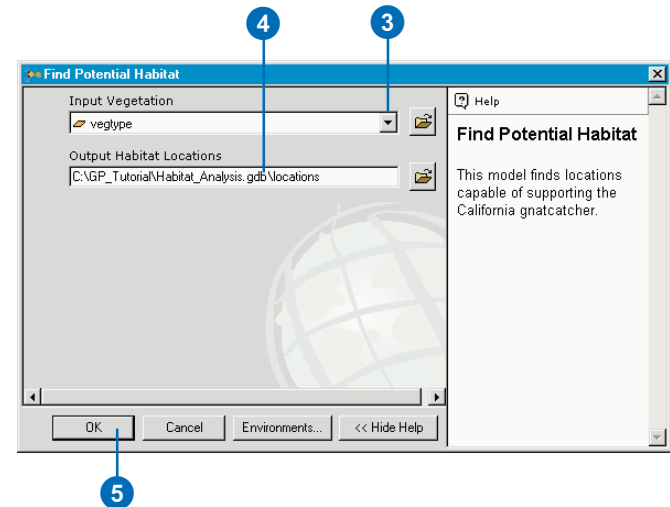 4
3
Find Potential Habitat
Input Vegetation
vegtype
Output Habitat Locations
C:\GP_Tutorial\Habitat_Analysis.gdb\locations
OK
Cancel
Environments...
<< Hide Help
Help
Find Potential Habitat
This model finds locations
capable of supporting the
California gnatcatcher.
5